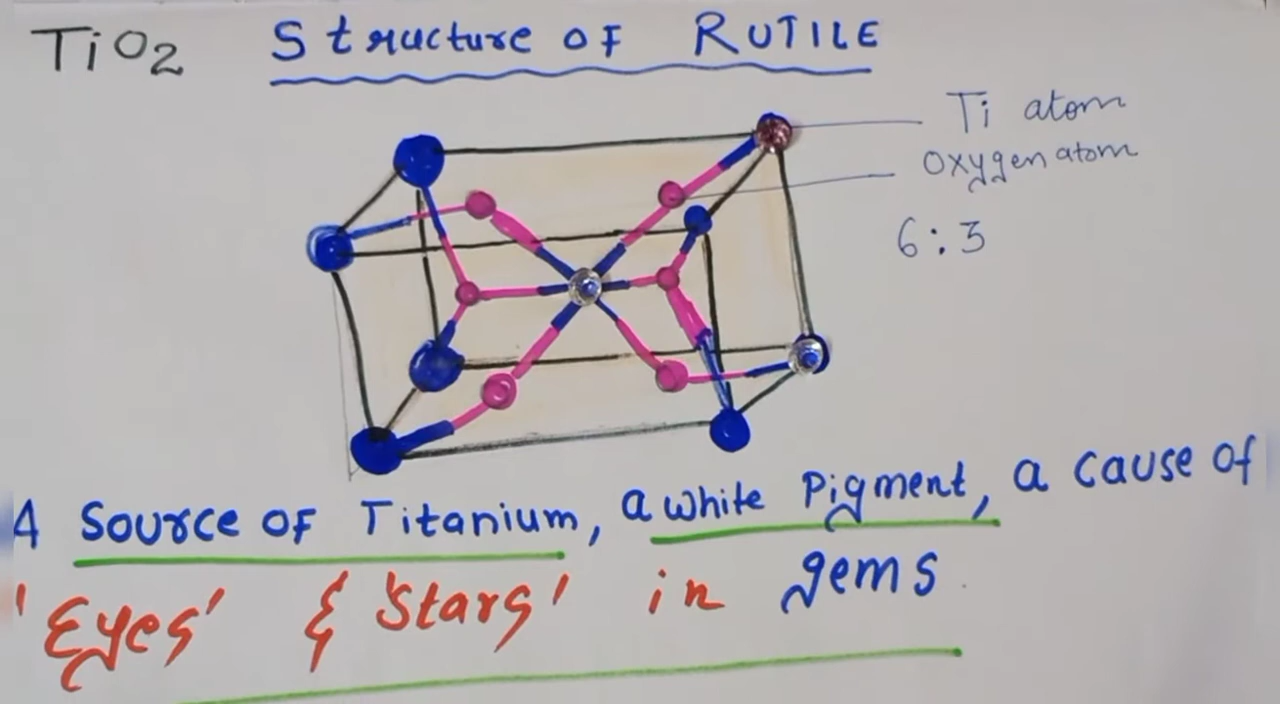 TiO2 Structure OF RUTILE
Ti atom
Oxygen atom
6:3
A Source OF Titanium, a white Pigment, a cause OF
'Eyes' & 'Stars' in gems